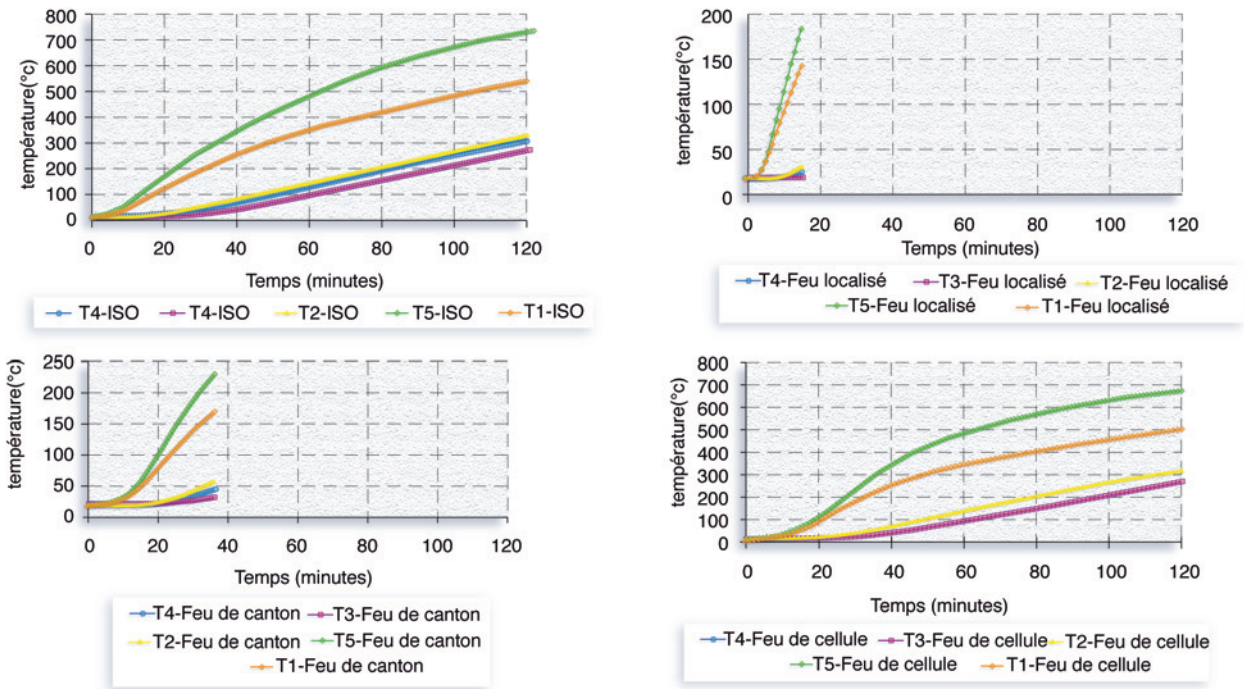 température(°c)
800
700
600
500
400
300
200
100
0
0 20 40 60 80 100 120
Temps (minutes)
T4-ISO T4-ISO T2-ISO T5-ISO T1-ISO
température(°c)
200
150
100
50
0
0 20 40 60 80 100 120
Temps (minutes)
T4-Feu localisé T3-Feu localisé T2-Feu localisé
T5-Feu localisé T1-Feu localisé
température(°c)
250
200
150
100
50
0
0 20 40 60 80 100 120
Temps (minutes)
T4-Feu de canton T3-Feu de canton
T2-Feu de canton T5-Feu de canton
T1-Feu de canton
température(°c)
800
700
600
500
400
300
200
100
0
0 20 40 60 80 100 120
Temps (minutes)
T4-Feu de cellule T3-Feu de cellule T2-Feu de cellule
T5-Feu de cellule T1-Feu de cellule